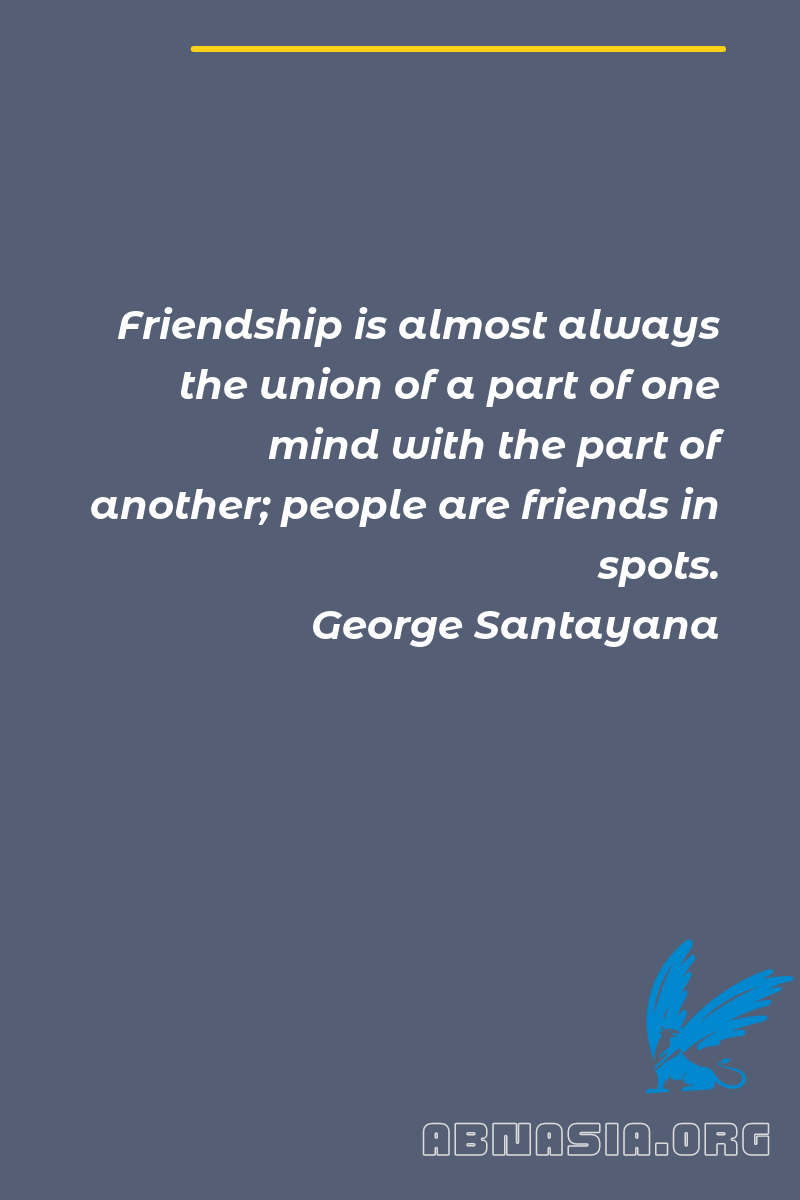 Friendship is almost always
the union of a part of one
mind with the part of
another; people are friends in
spots.
George Santayana
ABNASIA.ORG